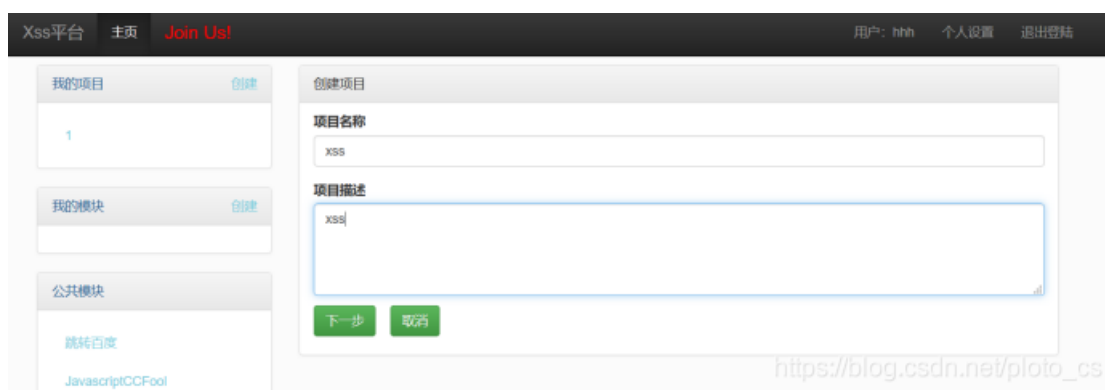 Xss平台 主页 Join Us! 用户: hhh 个人设置 退出登陆
我的项目 创建
1
我的模块 创建
公共模块
跳转百度
JavascriptCCFool
创建项目
项目名称
xss
项目描述
xss
下一步 取消
https://blog.csdn.net/ploto_cs